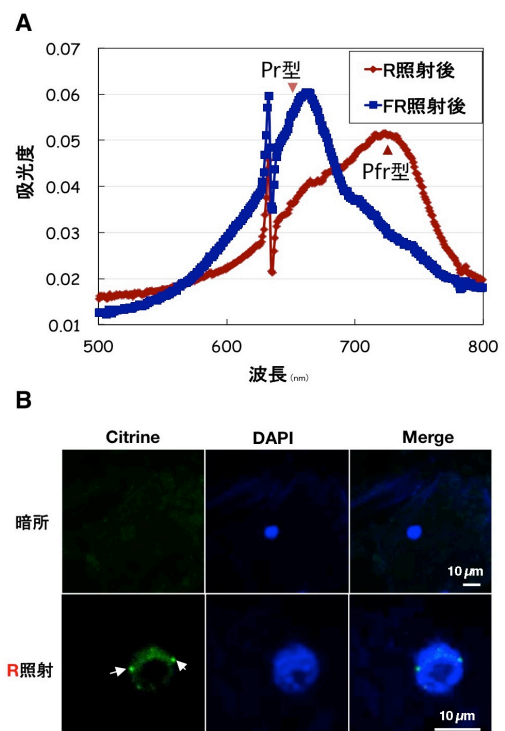 A
0.07
0.06
0.05
0.04
0.03
0.02
0.01
吸光度
Pr型
R照射後
FR照射後
Pfr型
500
600
700
800
波長 (nm)
B
Citrine
DAPI
Merge
暗所
10 µm
R照射
10 µm